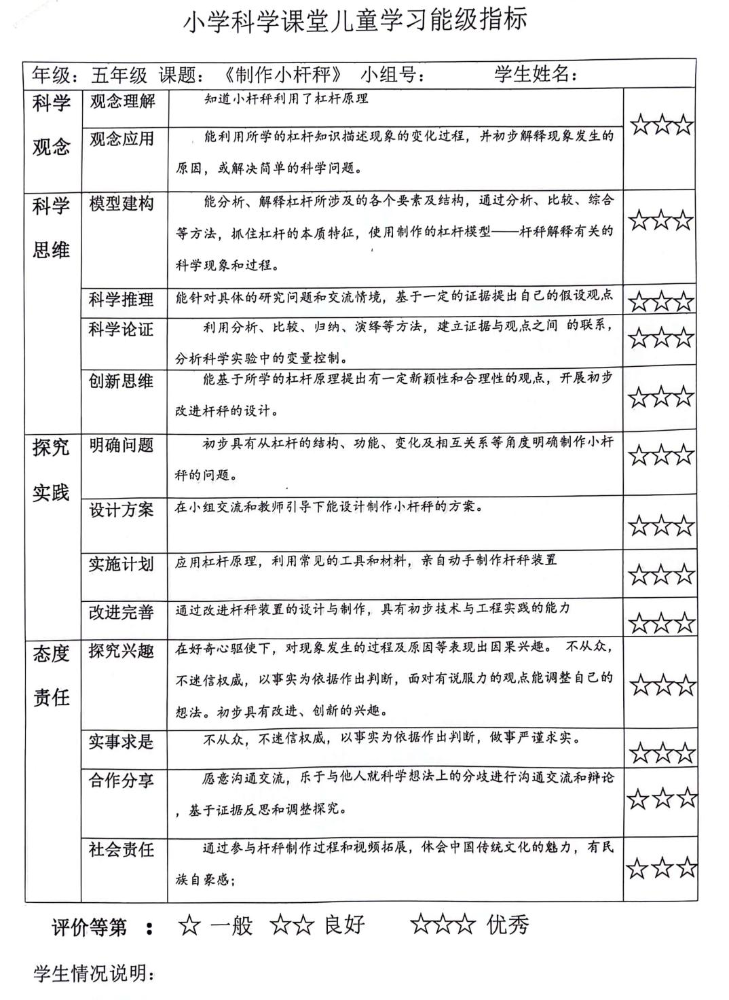 小学科学课堂儿童学习能级指标
年级：五年级 课题：《制作小杆秤》 小组号： 学生姓名：
科学
观念
观念理解
知道小杆秤利用了杠杆原理
观念应用
能利用所学的杠杆知识描述现象的变化过程，并初步解释现象发生的
原因，或解决简单的科学问题。
☆☆☆
科学
思维
模型建构
能分析、解释杠杆所涉及的各个要素及结构，通过分析、比较、综合
等方法，抓住杠杆的本质特征，使用制作的杠杆模型——杆秤解释有关的
科学现象和过程。
☆☆☆
科学推理
能针对具体的研究问题和交流情境，基于一定的证据提出自己的假设观点
☆☆☆
科学论证
利用分析、比较、归纳、演绎等方法，建立证据与观点之间 的联系，
分析科学实验中的变量控制。
☆☆☆
创新思维
能基于所学的杠杆原理提出有一定新颖性和合理性的观点，开展初步
改进杆秤的设计。
☆☆☆
探究
实践
明确问题
初步具有从杠杆的结构、功能、变化及相互关系等角度明确制作小杆
秤的问题。
☆☆☆
设计方案
在小组交流和教师引导下能设计制作小杆秤的方案。
☆☆☆
实施计划
应用杠杆原理，利用常见的工具和材料，亲自动手制作杆秤装置
☆☆☆
改进完善
通过改进杆秤装置的设计与制作，具有初步技术与工程实践的能力
☆☆☆
态度
责任
探究兴趣
在好奇心驱使下，对现象发生的过程及原因等表现出因果兴趣。 不从众，
不迷信权威，以事实为依据作出判断，面对有说服力的观点能调整自己的
想法。初步具有改进、创新的兴趣。
☆☆☆
实事求是
不从众，不迷信权威，以事实为依据作出判断，做事严谨求实。
☆☆☆
合作分享
愿意沟通交流，乐于与他人就科学想法上的分歧进行沟通交流和辩论
，基于证据反思和调整探究。
☆☆☆
社会责任
通过参与杆秤制作过程和视频拓展，体会中国传统文化的魅力，有民
族自豪感；
☆☆☆
评价等第 ： ☆ 一般 ☆☆ 良好 ☆☆☆ 优秀
学生情况说明：